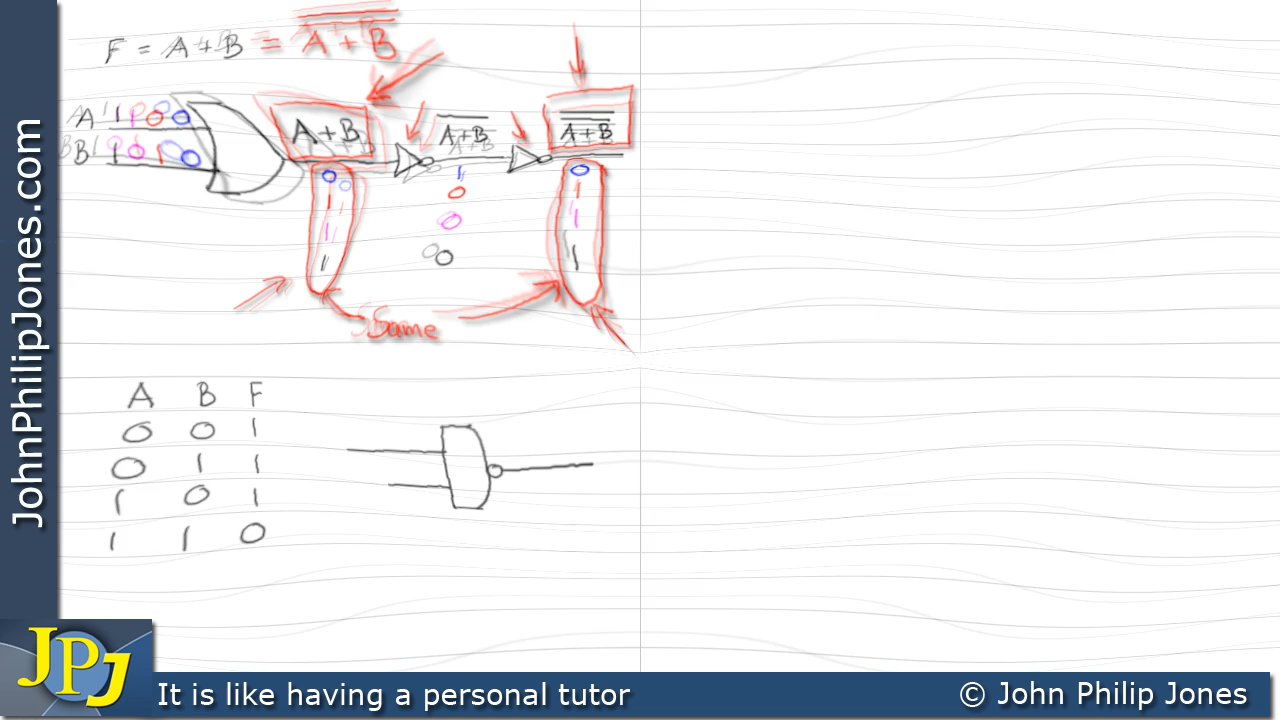 F = A + B = A̿ ̿+̿ ̿B̿
A 1 1 0 0
A + B
A̅ ̅+̅ ̅B̅
A̿ ̿+̿ ̿B̿
B 1 0 1 0
0 1 0
1 0 1
1 0 1
1 0 1
Same
A B F
0 0 1
0 1 1
1 0 1
1 1 0
JohnPhilipJones.com
JPJ
It is like having a personal tutor
© John Philip Jones